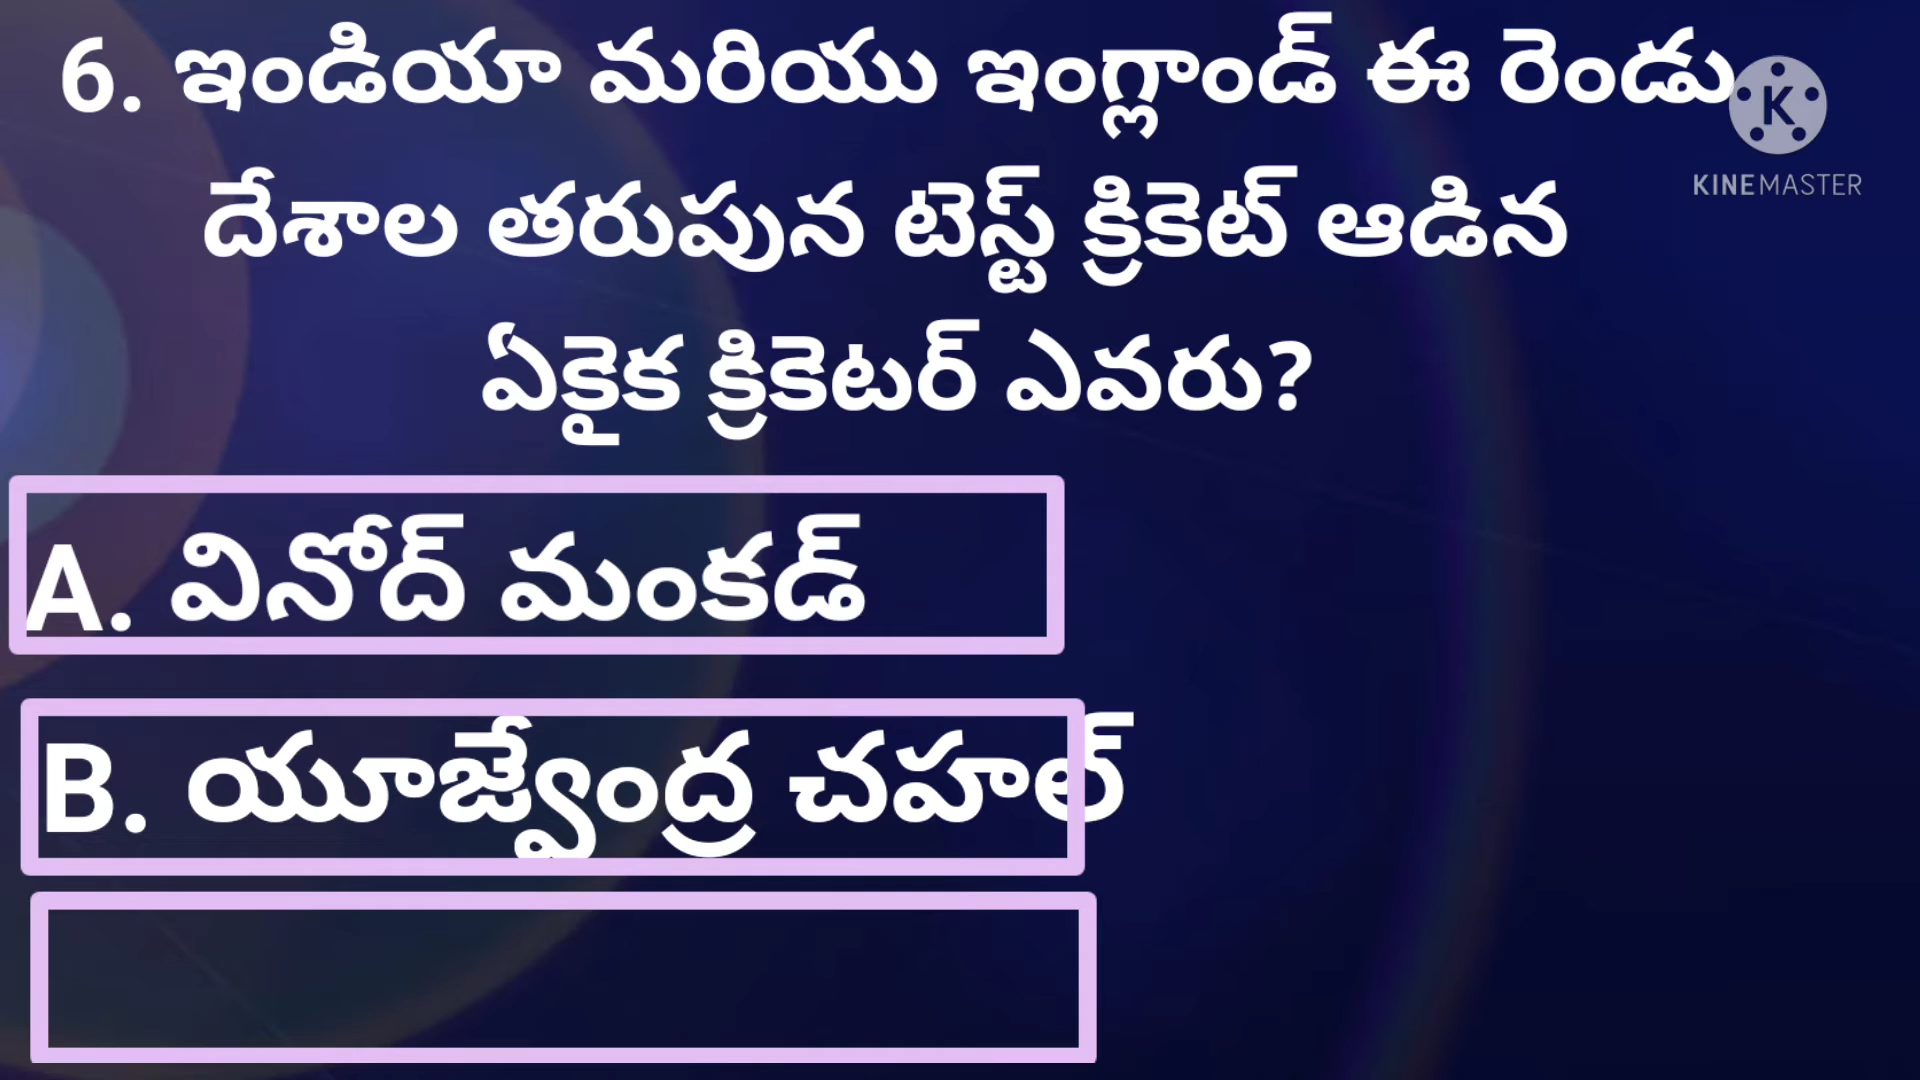 6. ఇండియా మరియు ఇంగ్లాండ్ ఈ రెండు
దేశాల తరుపున టెస్ట్ క్రికెట్ ఆడిన
ఏకైక క్రికెటర్ ఎవరు?
A. వినోద్ మంకడ్
B. యూజ్వేంద్ర చహల్
K
KINEMASTER